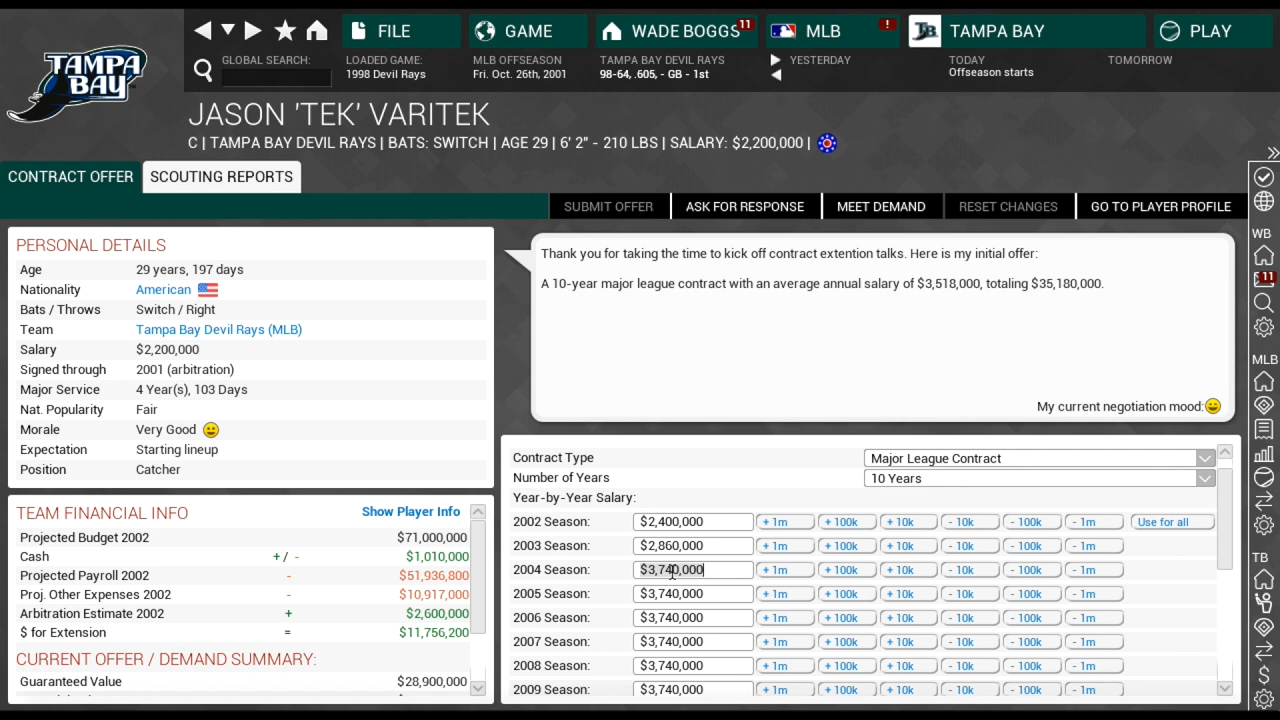 TAMPA BAY
FILE
GAME
WADE BOGGS
11
MLB
!
TB
TAMPA BAY
PLAY
GLOBAL SEARCH:
LOADED GAME:
1998 Devil Rays
MLB OFFSEASON
Fri. Oct. 26th, 2001
TAMPA BAY DEVIL RAYS
98-64, .605, - GB - 1st
YESTERDAY
TODAY
Offseason starts
TOMORROW
JASON 'TEK' VARITEK
C | TAMPA BAY DEVIL RAYS | BATS: SWITCH | AGE 29 | 6' 2" - 210 LBS | SALARY: $2,200,000 |
CONTRACT OFFER
SCOUTING REPORTS
SUBMIT OFFER
ASK FOR RESPONSE
MEET DEMAND
RESET CHANGES
GO TO PLAYER PROFILE
PERSONAL DETAILS
Age 29 years, 197 days
Nationality American
Bats / Throws Switch / Right
Team Tampa Bay Devil Rays (MLB)
Salary $2,200,000
Signed through 2001 (arbitration)
Major Service 4 Year(s), 103 Days
Nat. Popularity Fair
Morale Very Good
Expectation Starting lineup
Position Catcher
TEAM FINANCIAL INFO Show Player Info
Projected Budget 2002 $71,000,000
Cash + / - $1,010,000
Projected Payroll 2002 - $51,936,800
Proj. Other Expenses 2002 - $10,917,000
Arbitration Estimate 2002 + $2,600,000
$ for Extension = $11,756,200
CURRENT OFFER / DEMAND SUMMARY:
Guaranteed Value $28,900,000
Thank you for taking the time to kick off contract extention talks. Here is my initial offer:
A 10-year major league contract with an average annual salary of $3,518,000, totaling $35,180,000.
My current negotiation mood:
Contract Type Major League Contract
Number of Years 10 Years
Year-by-Year Salary:
2002 Season: $2,400,000 + 1m + 100k + 10k - 10k - 100k - 1m Use for all
2003 Season: $2,860,000 + 1m + 100k + 10k - 10k - 100k - 1m
2004 Season: $3,740,000 + 1m + 100k + 10k - 10k - 100k - 1m
2005 Season: $3,740,000 + 1m + 100k + 10k - 10k - 100k - 1m
2006 Season: $3,740,000 + 1m + 100k + 10k - 10k - 100k - 1m
2007 Season: $3,740,000 + 1m + 100k + 10k - 10k - 100k - 1m
2008 Season: $3,740,000 + 1m + 100k + 10k - 10k - 100k - 1m
2009 Season: $3,740,000 + 1m + 100k + 10k - 10k - 100k - 1m
WB
11
MLB
TB
$